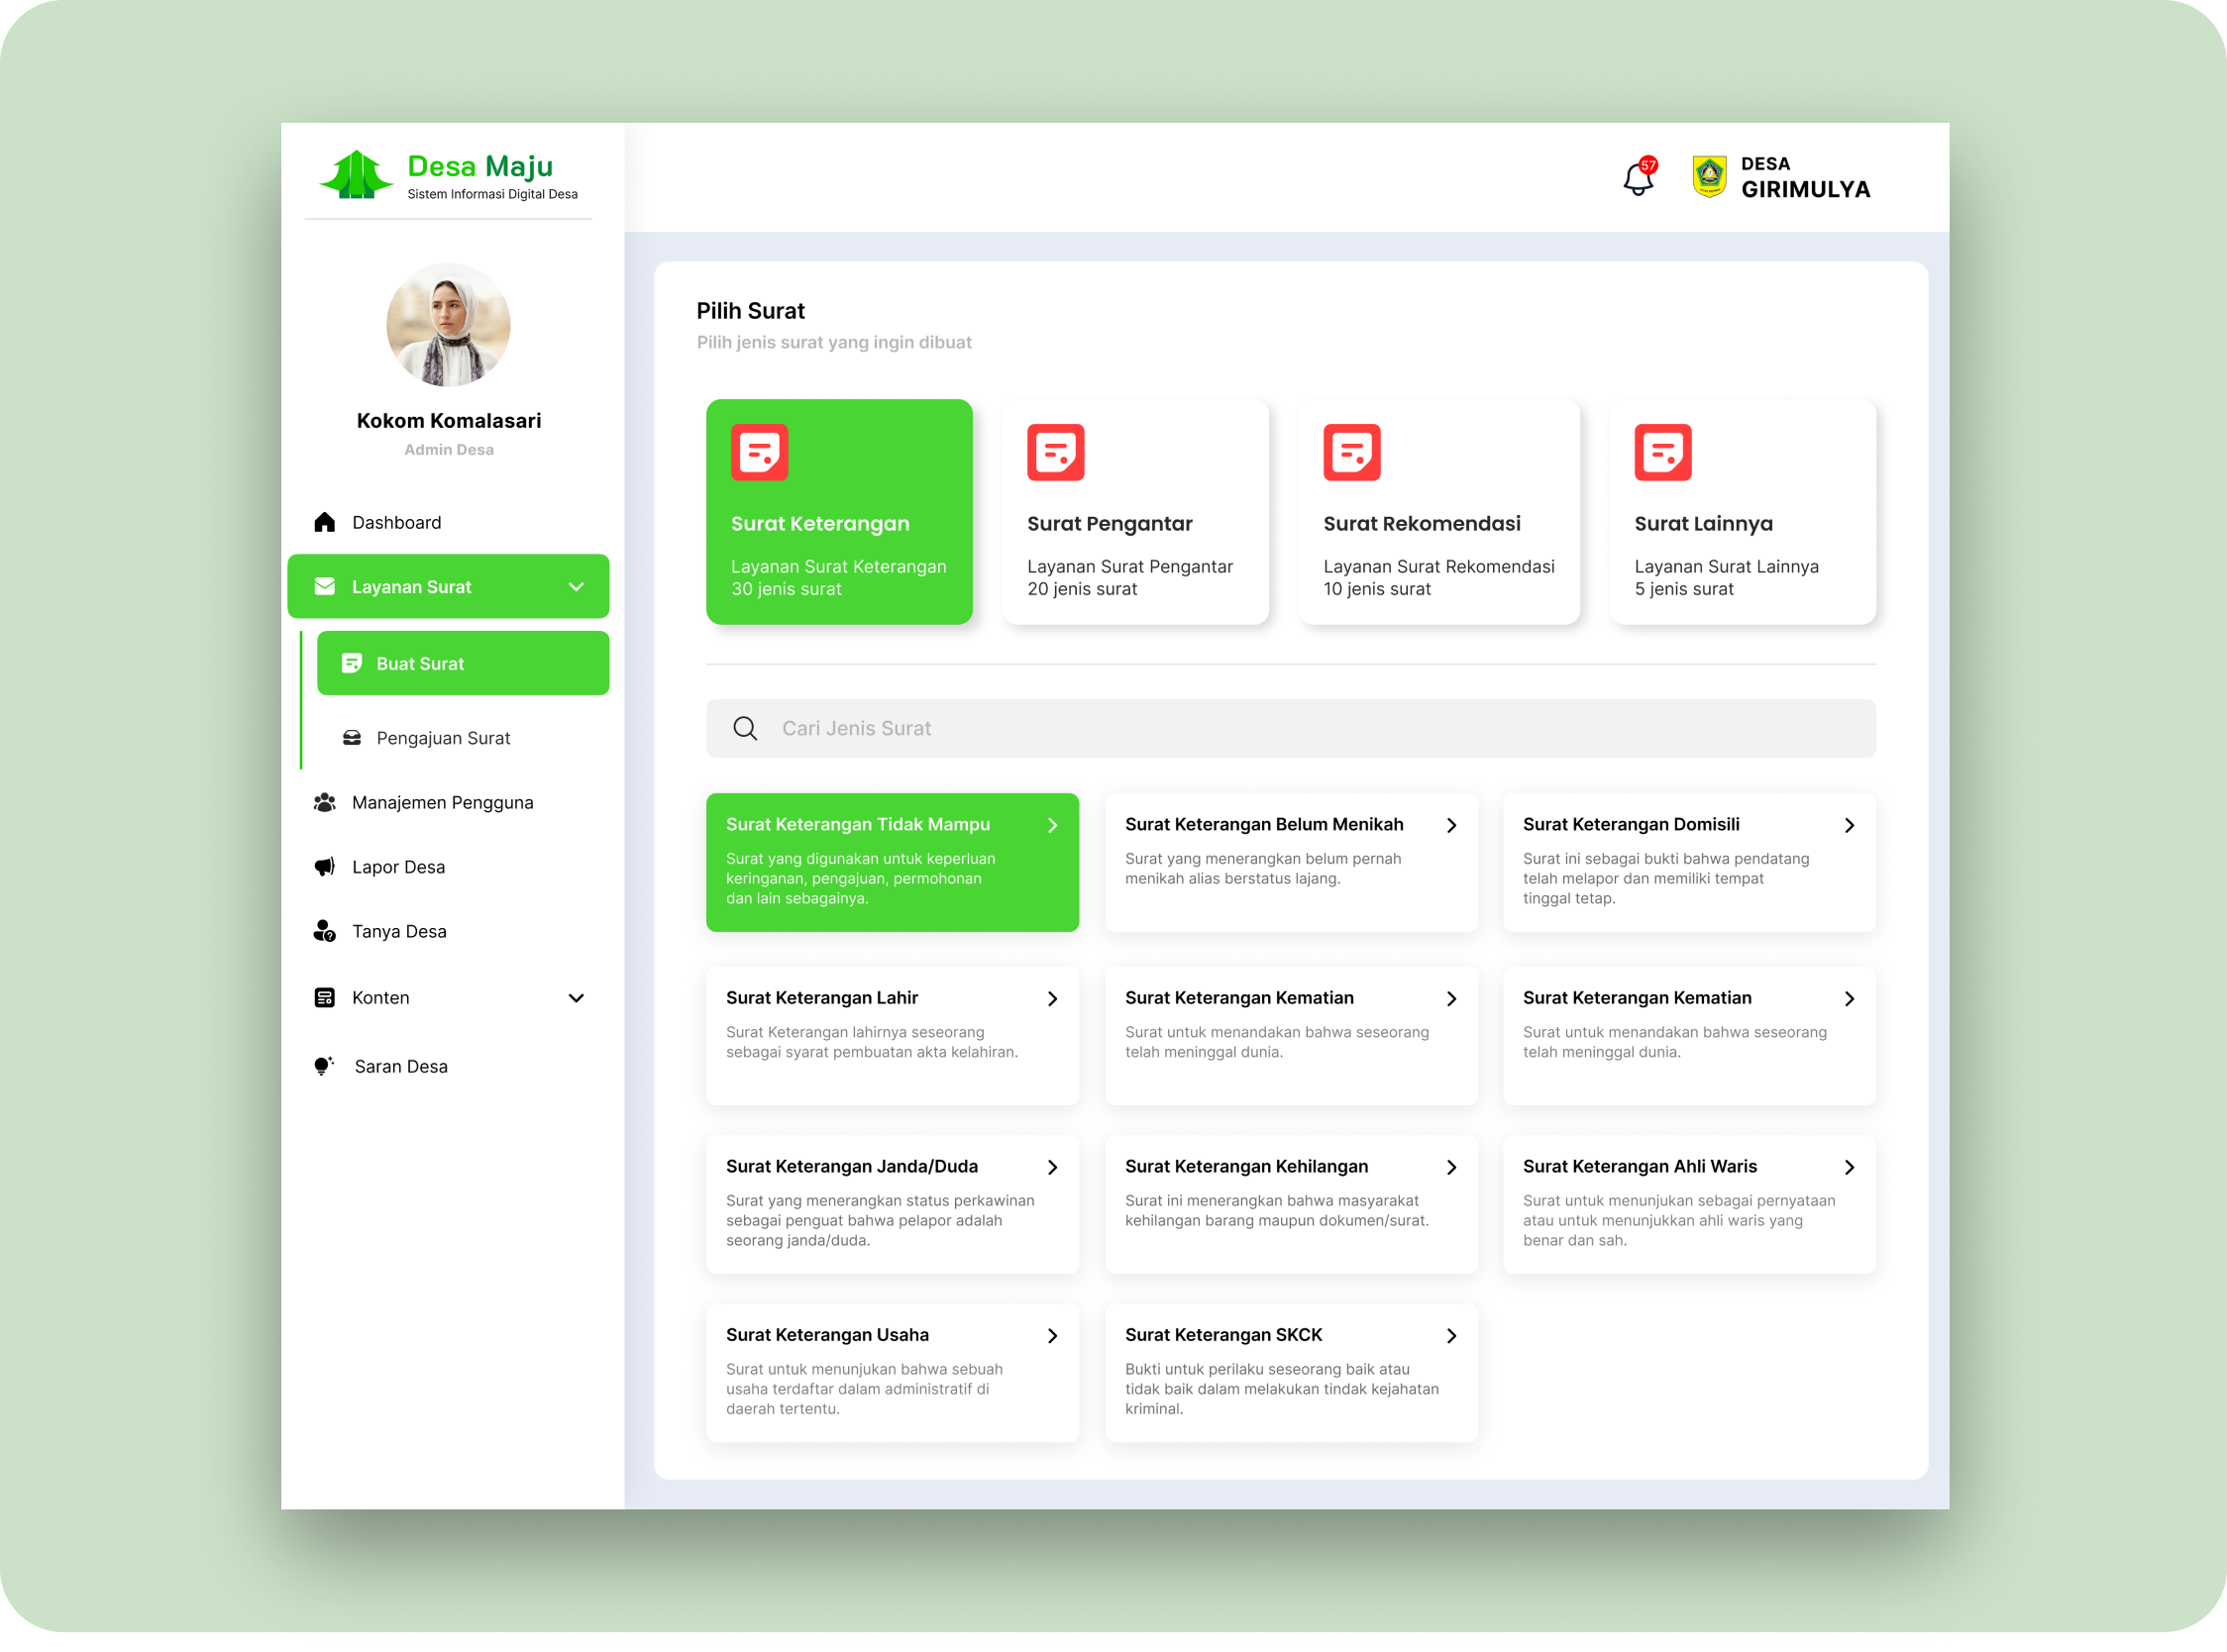 Desa Maju
Sistem Informasi Digital Desa
57
DESA
GIRIMULYA
Kokom Komalasari
Admin Desa
Dashboard
Layanan Surat
Buat Surat
Pengajuan Surat
Manajemen Pengguna
Lapor Desa
Tanya Desa
Konten
Saran Desa
Pilih Surat
Pilih jenis surat yang ingin dibuat
Surat Keterangan
Layanan Surat Keterangan
30 jenis surat
Surat Pengantar
Layanan Surat Pengantar
20 jenis surat
Surat Rekomendasi
Layanan Surat Rekomendasi
10 jenis surat
Surat Lainnya
Layanan Surat Lainnya
5 jenis surat
Cari Jenis Surat
Surat Keterangan Tidak Mampu
Surat yang digunakan untuk keperluan
keringanan, pengajuan, permohonan
dan lain sebagainya.
Surat Keterangan Belum Menikah
Surat yang menerangkan belum pernah
menikah alias berstatus lajang.
Surat Keterangan Domisili
Surat ini sebagai bukti bahwa pendatang
telah melapor dan memiliki tempat
tinggal tetap.
Surat Keterangan Lahir
Surat Keterangan lahirnya seseorang
sebagai syarat pembuatan akta kelahiran.
Surat Keterangan Kematian
Surat untuk menandakan bahwa seseorang
telah meninggal dunia.
Surat Keterangan Kematian
Surat untuk menandakan bahwa seseorang
telah meninggal dunia.
Surat Keterangan Janda/Duda
Surat yang menerangkan status perkawinan
sebagai penguat bahwa pelapor adalah
seorang janda/duda.
Surat Keterangan Kehilangan
Surat ini menerangkan bahwa masyarakat
kehilangan barang maupun dokumen/surat.
Surat Keterangan Ahli Waris
Surat untuk menunjukan sebagai pernyataan
atau untuk menunjukkan ahli waris yang
benar dan sah.
Surat Keterangan Usaha
Surat untuk menunjukan bahwa sebuah
usaha terdaftar dalam administratif di
daerah tertentu.
Surat Keterangan SKCK
Bukti untuk perilaku seseorang baik atau
tidak baik dalam melakukan tindak kejahatan
kriminal.